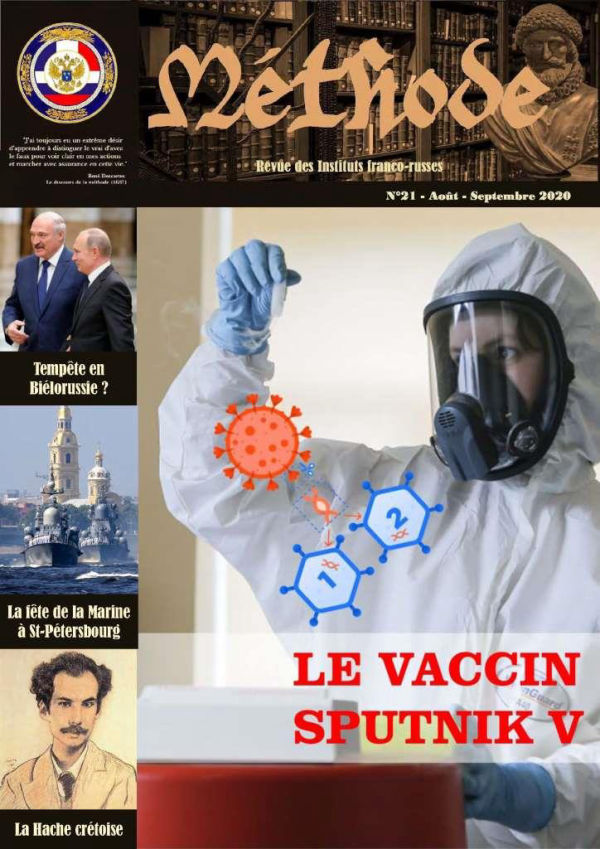 Méthode
Revue des Instituts franco-russes
"J'ai toujours eu un extrême désir
d'apprendre à distinguer le vrai d'avec
le faux pour voir clair en mes actions
et marcher avec assurance en cette vie."
René Descartes
Le discours de la méthode (1637)
N°21 - Août - Septembre 2020
Tempête en
Biélorussie ?
La fête de la Marine
à St-Pétersbourg
La Hache crétoise
1
2
LE VACCIN
SPUTNIK V